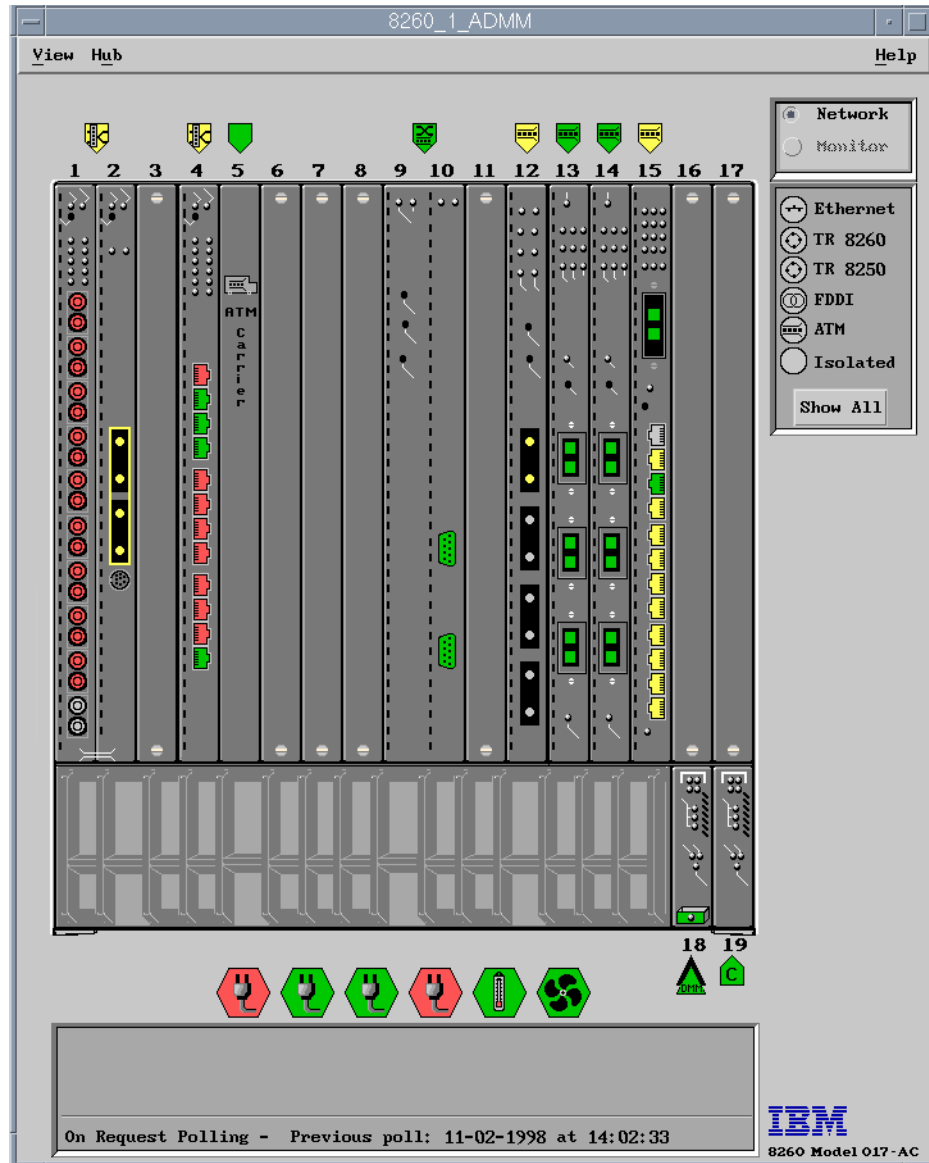 8260_1_ADMM
View Hub Help
Network
Monitor
1 2 3 4 5 6 7 8 9 10 11 12 13 14 15 16 17
Ethernet
TR 8260
TR 8250
FDDI
ATM
Isolated
Show All
ATM
Carrier
18 19
DMM
C
On Request Polling - Previous poll: 11-02-1998 at 14:02:33
IBM
8260 Model 017-AC